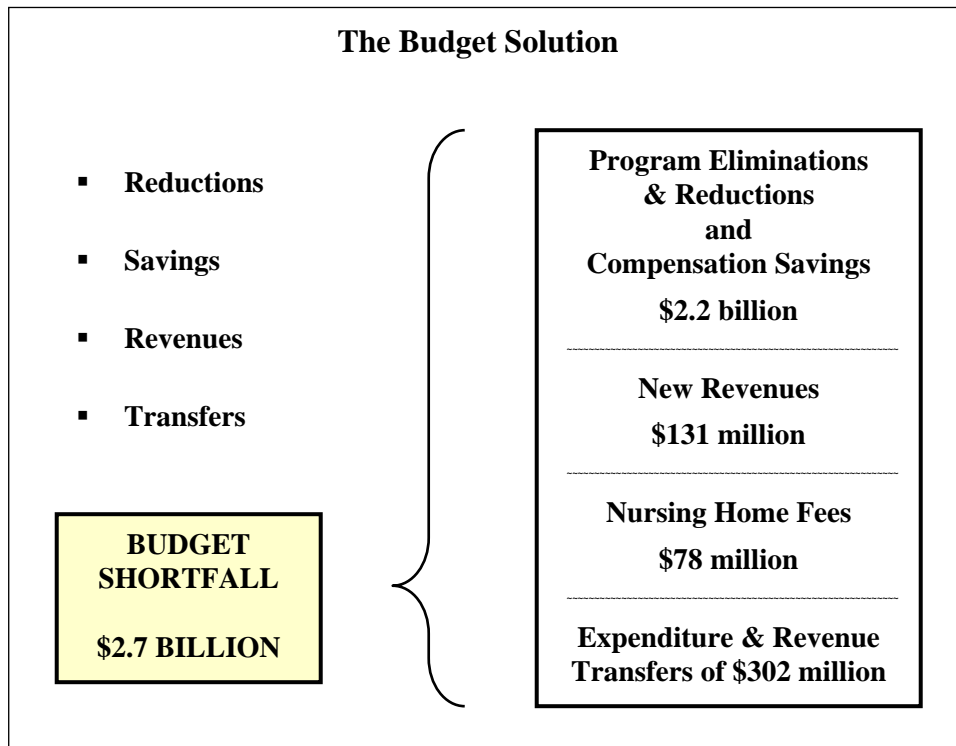 The Budget Solution
▪ Reductions
▪ Savings
▪ Revenues
▪ Transfers
BUDGET
SHORTFALL
$2.7 BILLION
Program Eliminations
& Reductions
and
Compensation Savings
$2.2 billion
New Revenues
$131 million
Nursing Home Fees
$78 million
Expenditure & Revenue
Transfers of $302 million